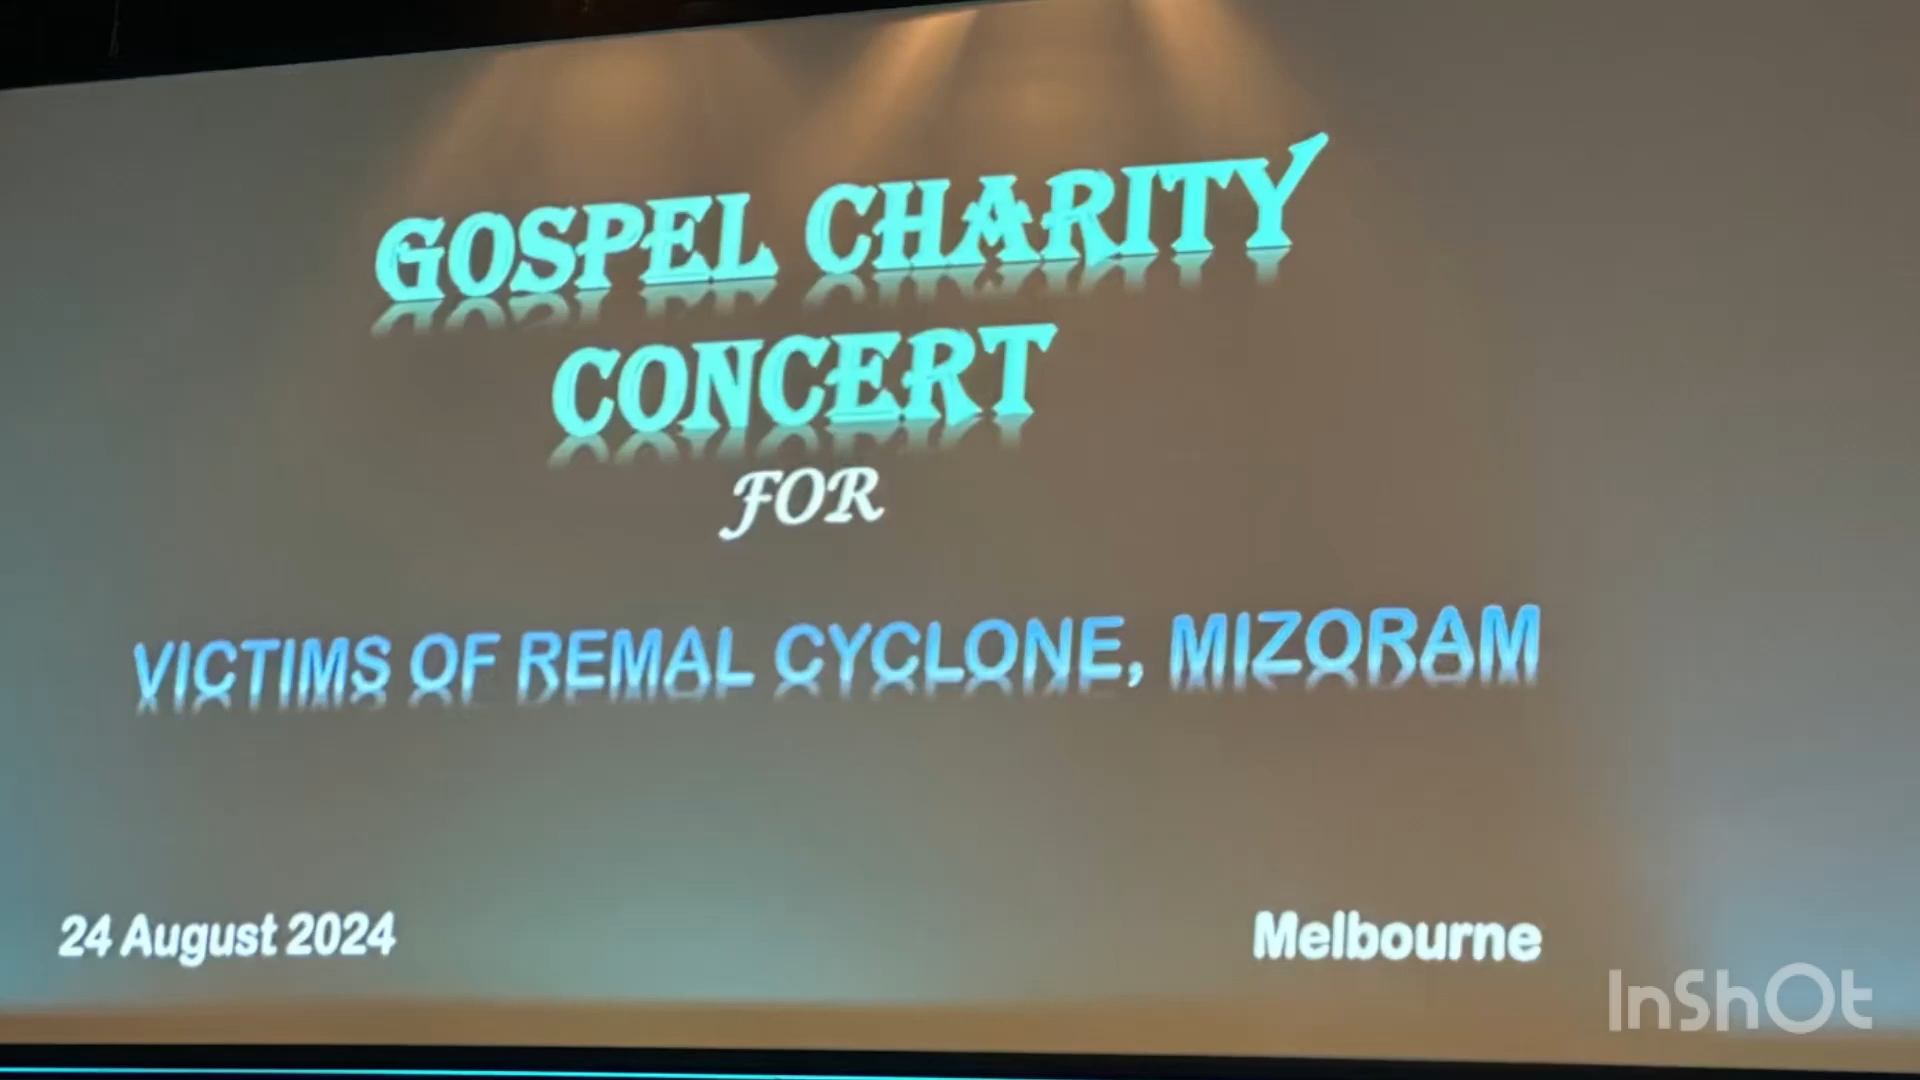 GOSPEL CHARITY
CONCERT
FOR
VICTIMS OF REMAL CYCLONE, MIZORAM
24 August 2024
Melbourne
InShOt